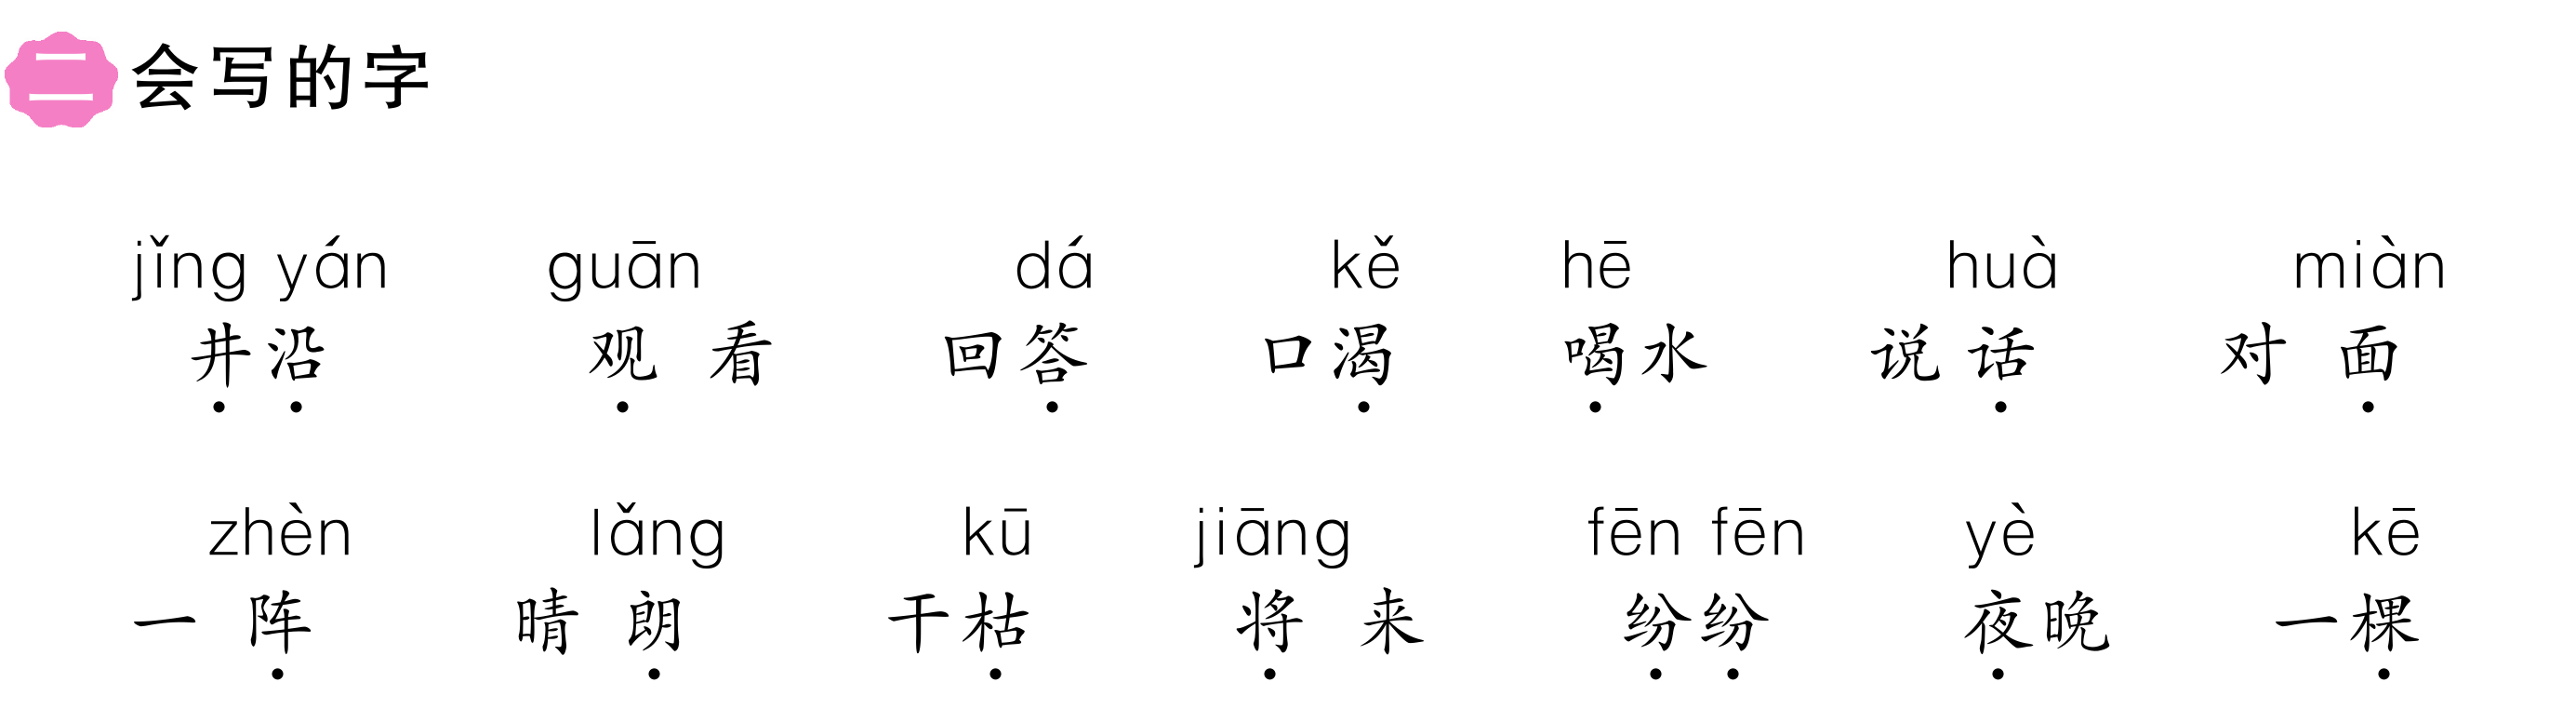 二 会写的字
jǐng yán guān dá kě hē huà miàn
井沿 观看 回答 口渴 喝水 说话 对面
zhèn lǎng kū jiāng fēn fēn yè kē
一阵 晴朗 干枯 将来 纷纷 夜晚 一棵